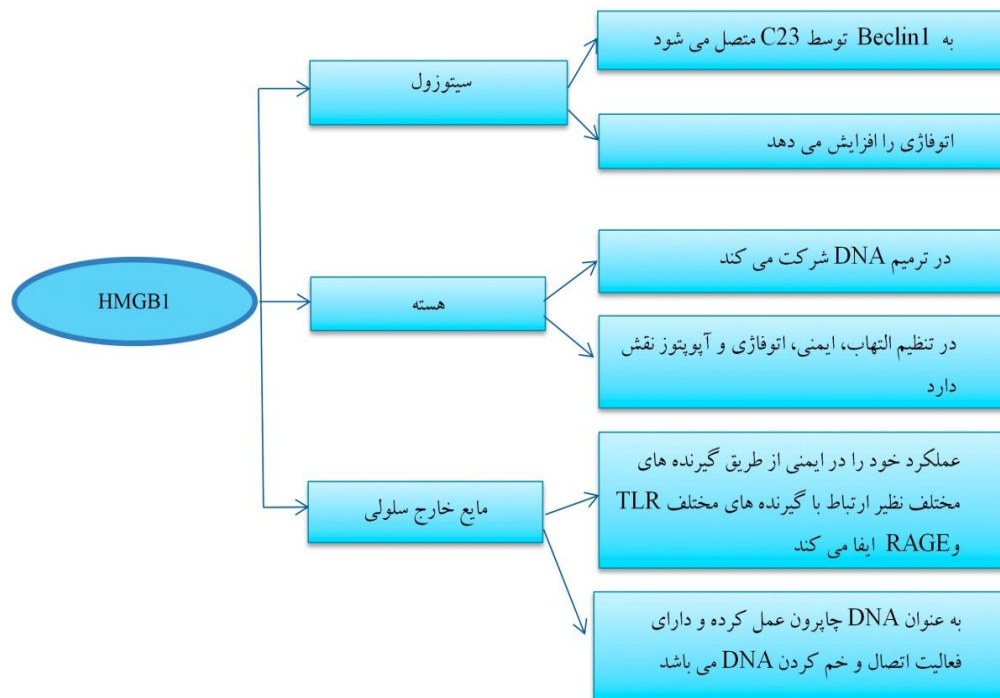 HMGB1
سیتوزول
به Beclin1 توسط C23 متصل می شود
اتوفاژی را افزایش می دهد
هسته
در ترمیم DNA شرکت می کند
در تنظیم التهاب، ایمنی، اتوفاژی و آپوپتوز نقش
دارد
مایع خارج سلولی
عملکرد خود را در ایمنی از طریق گیرنده های
مختلف نظیر ارتباط با گیرنده های مختلف TLR
وRAGE ایفا می کند
به عنوان DNA چاپرون عمل کرده و دارای
فعالیت اتصال و خم کردن DNA می باشد